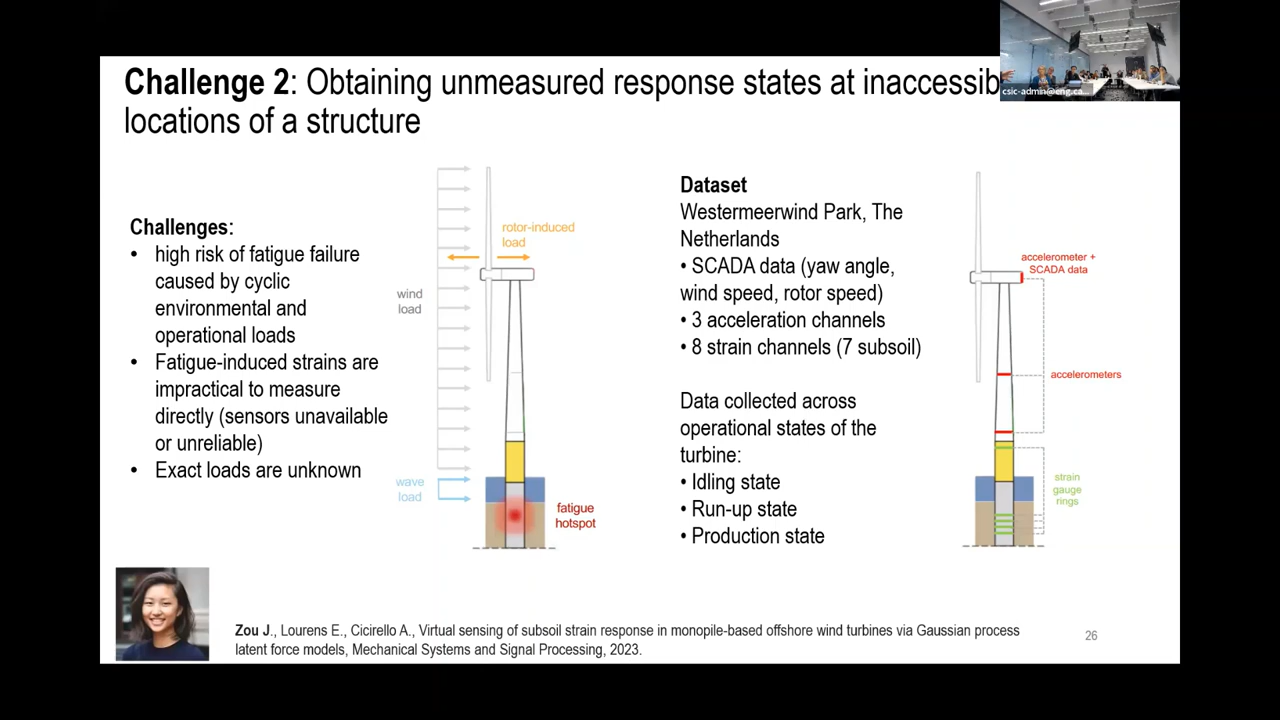 Challenge 2: Obtaining unmeasured response states at inaccessib
locations of a structure
csic-admin@eng.ca...
Challenges:
• high risk of fatigue failure
caused by cyclic
environmental and
operational loads
• Fatigue-induced strains are
impractical to measure
directly (sensors unavailable
or unreliable)
• Exact loads are unknown
rotor-induced
load
wind
load
wave
load
fatigue
hotspot
Dataset
Westermeerwind Park, The
Netherlands
• SCADA data (yaw angle,
wind speed, rotor speed)
• 3 acceleration channels
• 8 strain channels (7 subsoil)
Data collected across
operational states of the
turbine:
• Idling state
• Run-up state
• Production state
accelerometer +
SCADA data
accelerometers
strain
gauge
rings
Zou J., Lourens E., Cicirello A., Virtual sensing of subsoil strain response in monopile-based offshore wind turbines via Gaussian process
latent force models, Mechanical Systems and Signal Processing, 2023.
26